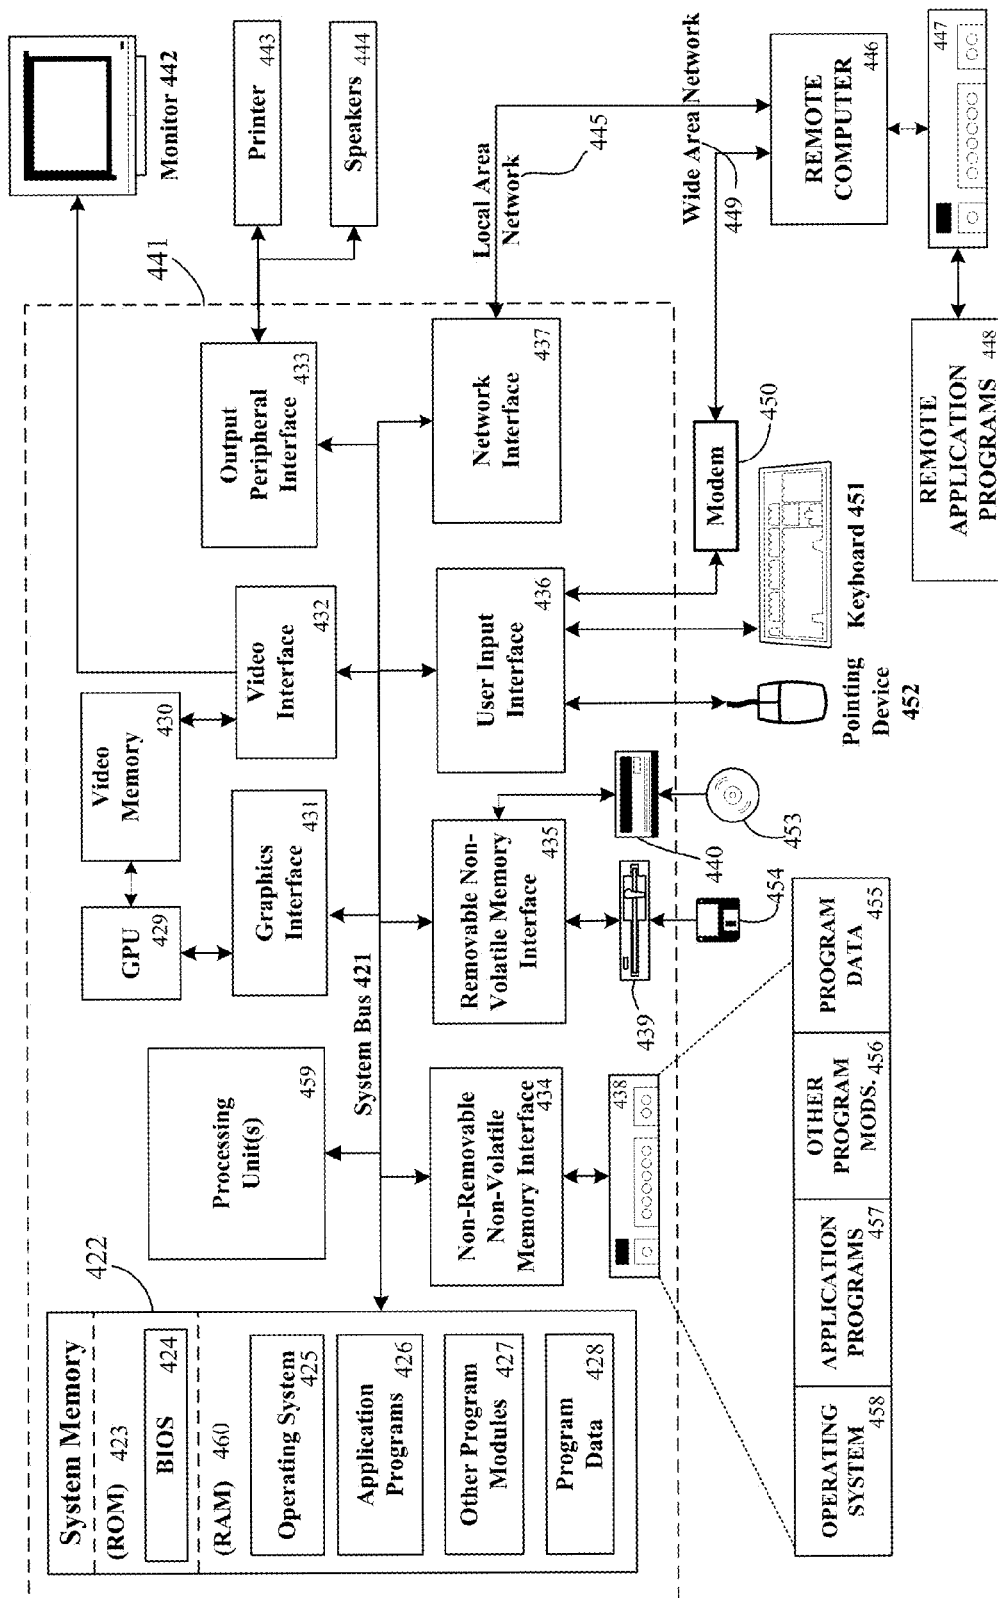 441
422
System Memory
(ROM) 423
BIOS
424
(RAM) 460
Operating System
425
Application
Programs
426
Other Program
Modules
427
Program
Data
428
Processing
Unit(s)
459
GPU
429
Video
Memory
430
Graphics
Interface
431
Video
Interface
432
Output
Peripheral
Interface
433
System Bus 421
Non-Removable
Non-Volatile
Memory Interface
434
Removable Non-
Volatile Memory
Interface
435
User Input
Interface
436
Network
Interface
437
Monitor 442
Printer
443
Speakers
444
Local Area
Network
445
Wide Area Network
449
REMOTE
COMPUTER
446
447
REMOTE
APPLICATION
PROGRAMS
448
Modem
450
Keyboard 451
Pointing
Device
452
438
439
440
453
454
OPERATING
SYSTEM
458
APPLICATION
PROGRAMS
457
OTHER
PROGRAM
MODS.
456
PROGRAM
DATA
455